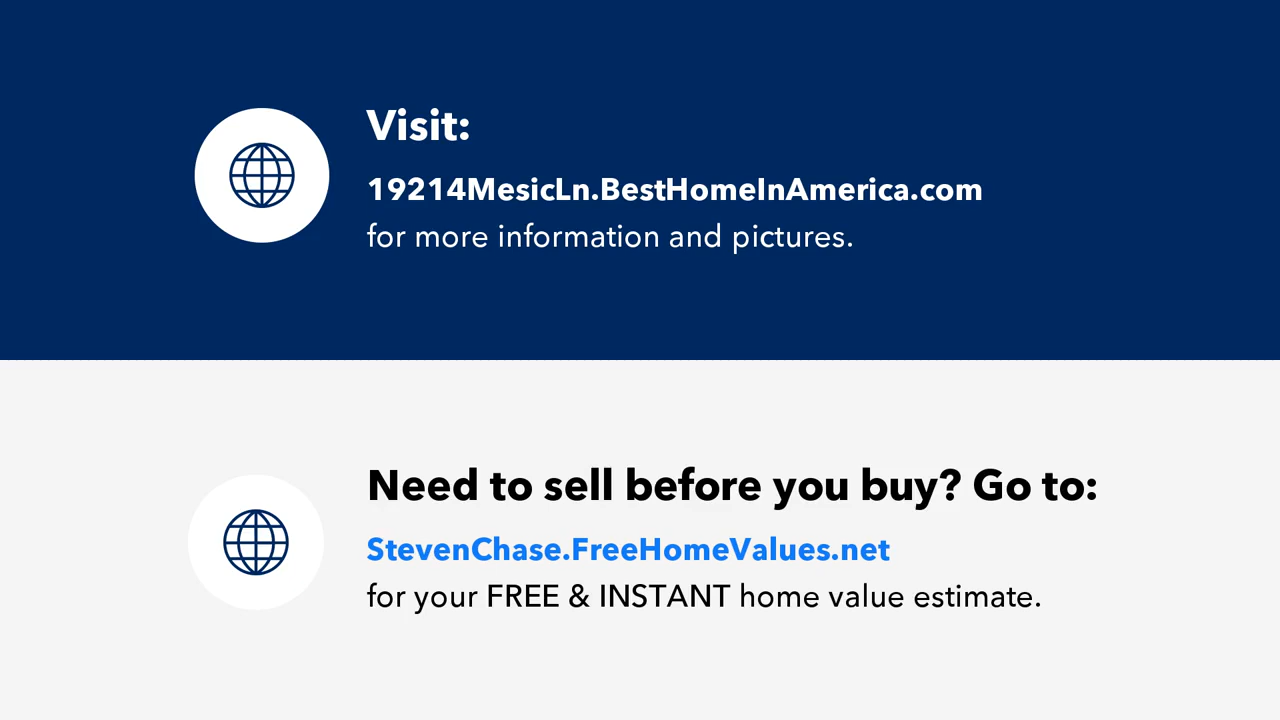 Visit:
19214MesicLn.BestHomeInAmerica.com
for more information and pictures.
Need to sell before you buy? Go to:
StevenChase.FreeHomeValues.net
for your FREE & INSTANT home value estimate.